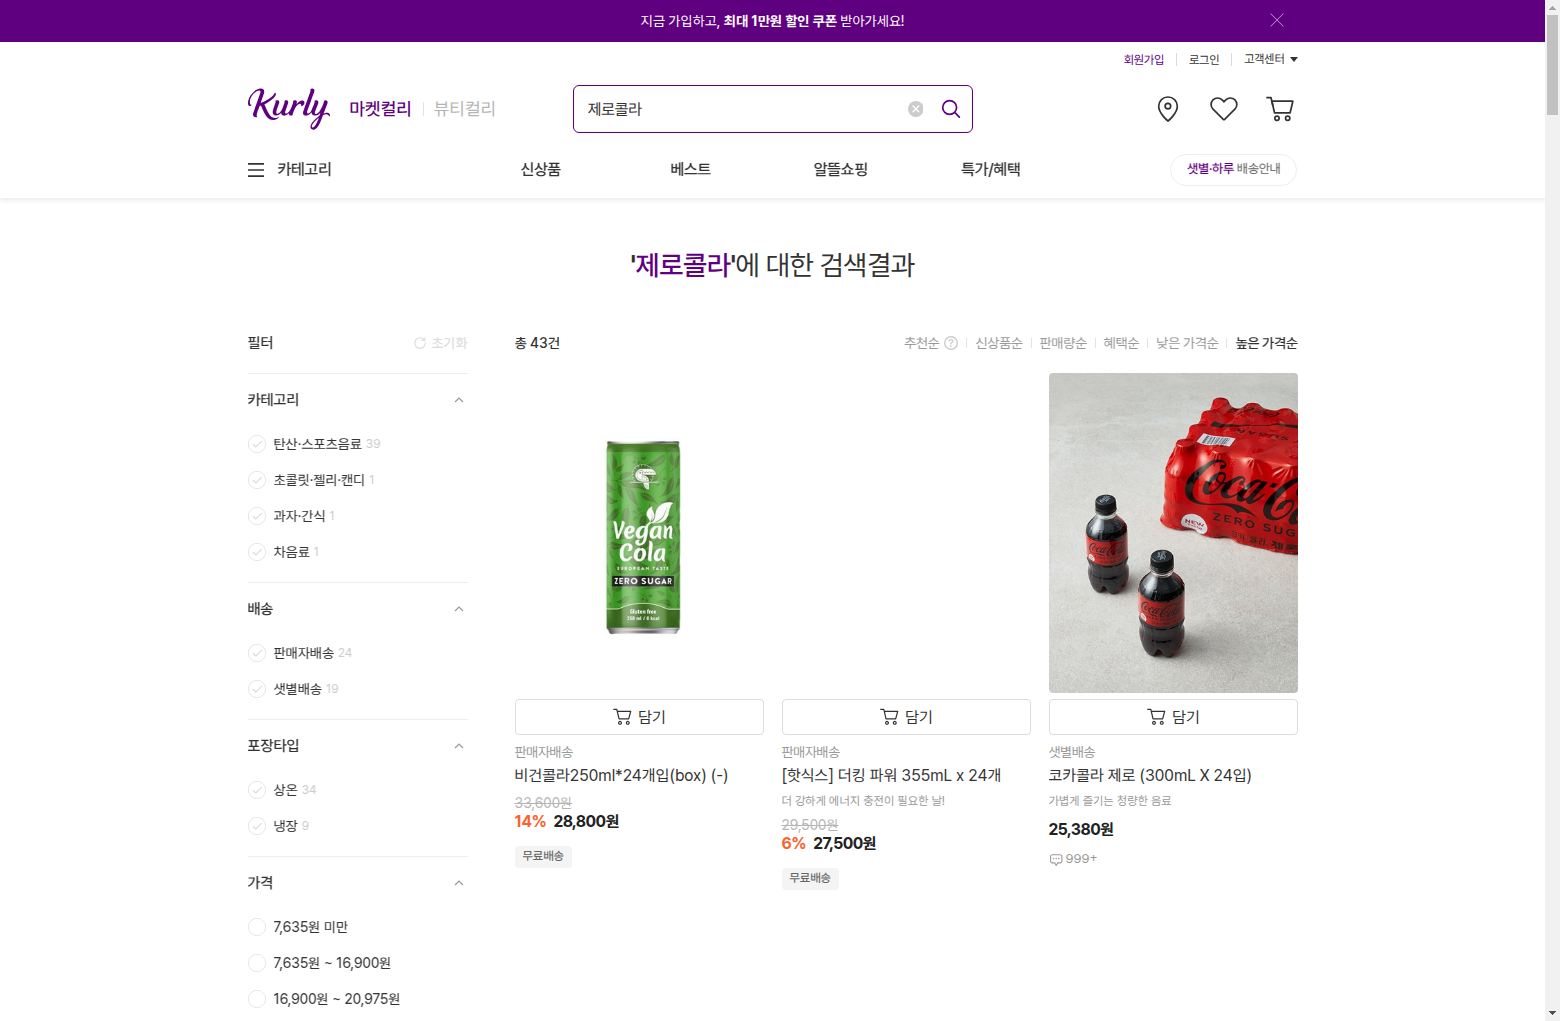 지금 가입하고, 최대 1만원 할인 쿠폰 받아가세요!
회원가입
로그인
고객센터
Kurly
마켓컬리
뷰티컬리
제로콜라
카테고리
신상품
베스트
알뜰쇼핑
특가/혜택
샛별·하루 배송안내
'제로콜라'에 대한 검색결과
필터
초기화
총 43건
추천순 ?
신상품순
판매량순
혜택순
낮은 가격순
높은 가격순
카테고리
탄산·스포츠음료 39
초콜릿·젤리·캔디 1
과자·간식 1
차음료 1
배송
판매자배송 24
샛별배송 19
포장타입
상온 34
냉장 9
가격
7,635원 미만
7,635원 ~ 16,900원
16,900원 ~ 20,975원
Vegan
Cola
EUROPEAN TASTE
ZERO SUGAR
Gluten free
담기
판매자배송
비건콜라250ml*24개입(box) (-)
33,600원
14% 28,800원
무료배송
담기
판매자배송
[핫식스] 더킹 파워 355mL x 24개
더 강하게 에너지 충전이 필요한 날!
29,500원
6% 27,500원
무료배송
Coca-Cola
ZERO SUG
NEW
담기
샛별배송
코카콜라 제로 (300mL X 24입)
가볍게 즐기는 청량한 음료
25,380원
999+